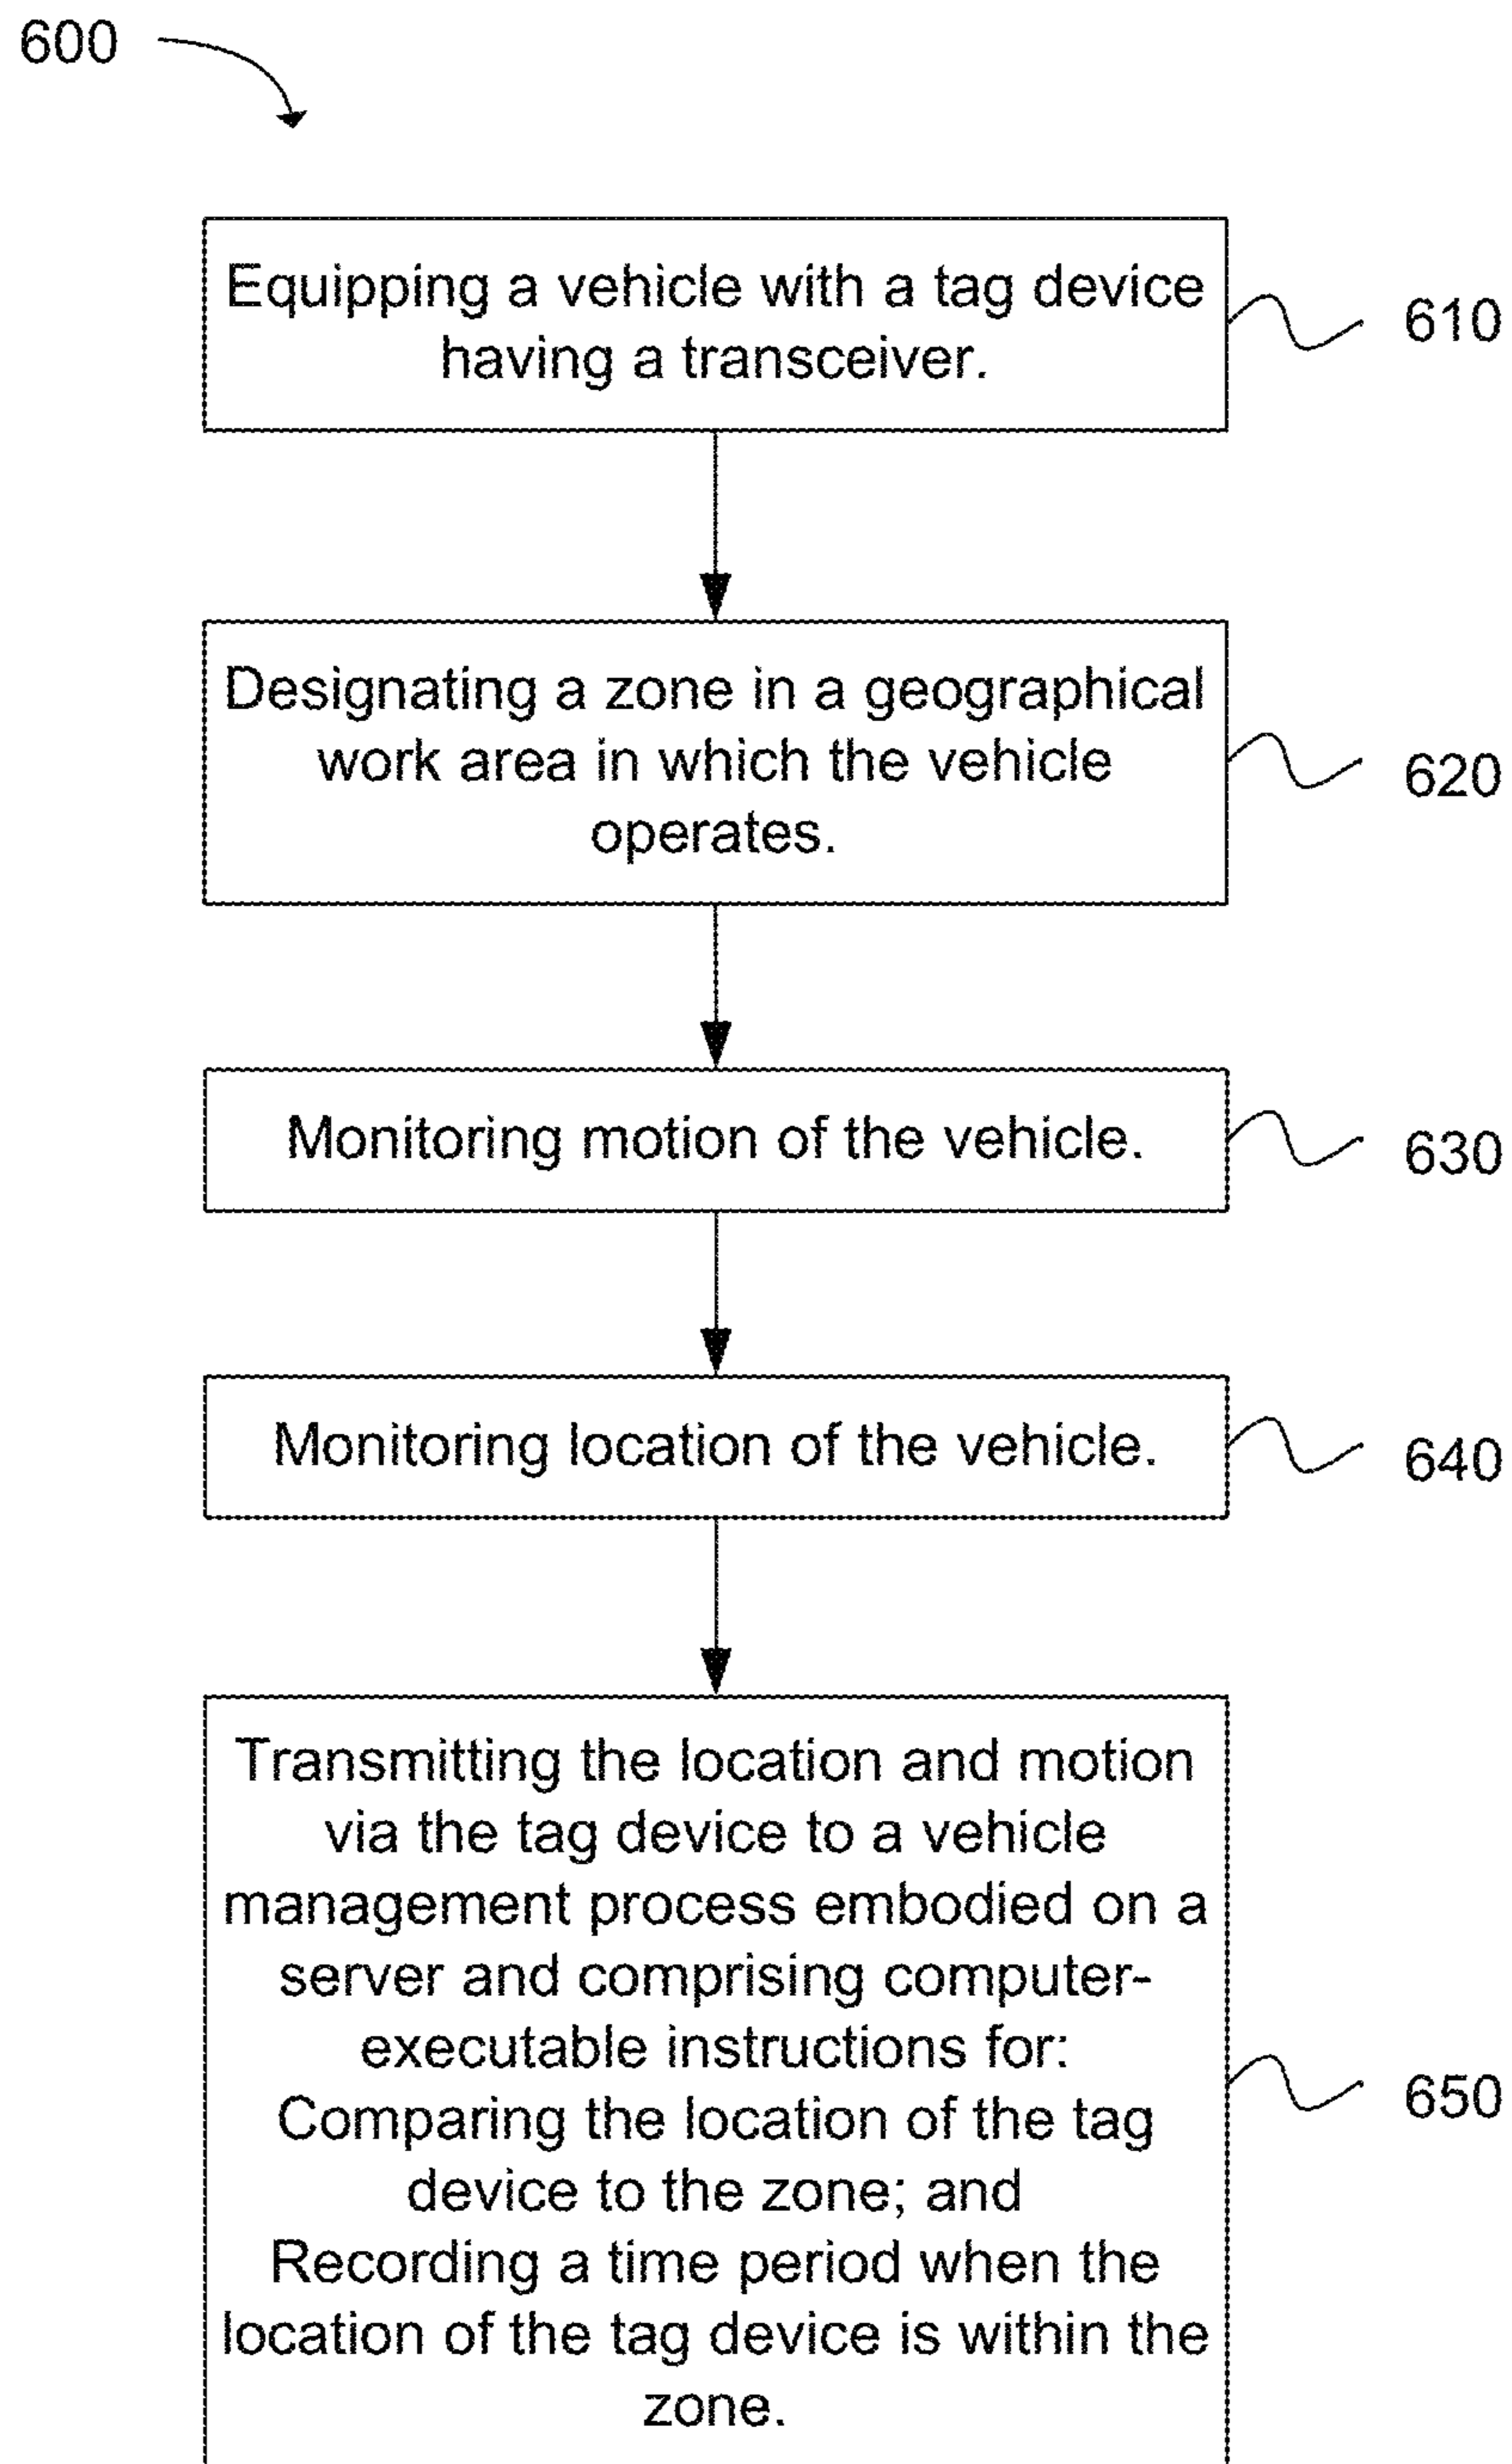 600
Equipping a vehicle with a tag device
having a transceiver.
610
Designating a zone in a geographical
work area in which the vehicle
operates.
620
Monitoring motion of the vehicle.
630
Monitoring location of the vehicle.
640
Transmitting the location and motion
via the tag device to a vehicle
management process embodied on a
server and comprising computer-
executable instructions for:
Comparing the location of the tag
device to the zone; and
Recording a time period when the
location of the tag device is within the
zone.
650